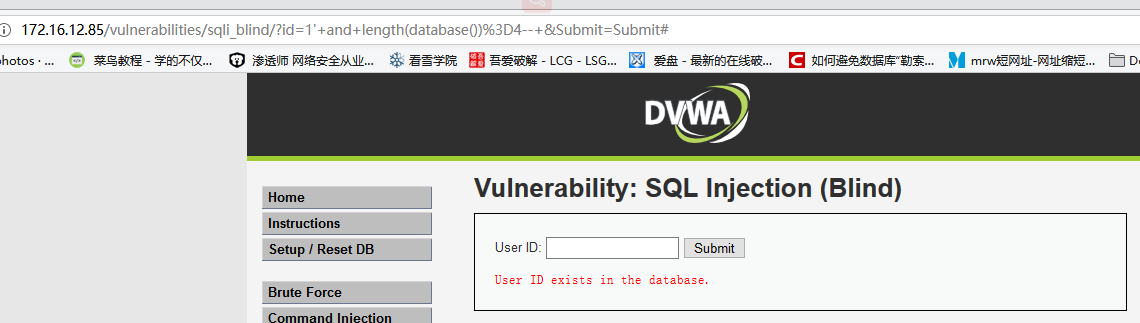 172.16.12.85/vulnerabilities/sqli_blind/?id=1'+and+length(database())%3D4--+&Submit=Submit#
photos · ... 菜鸟教程 - 学的不仅... 渗透师 网络安全从业... 看雪学院 吾爱破解 - LCG - LSG... 爱盘 - 最新的在线破... 如何避免数据库“勒索... mrw短网址-网址缩短...
DVWA
Vulnerability: SQL Injection (Blind)
Home
Instructions
Setup / Reset DB
Brute Force
Command Injection
User ID: Submit
User ID exists in the database.